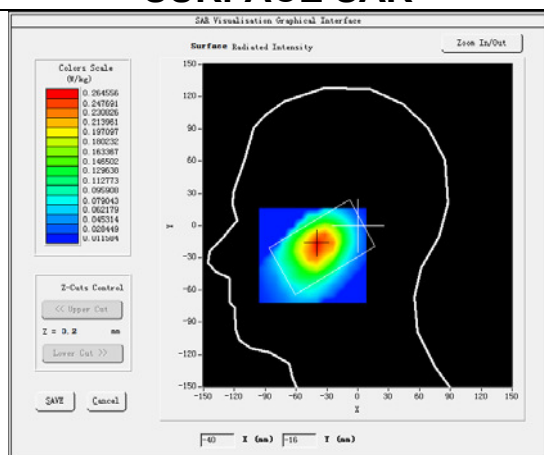 SURFACE SAR
SAR Visualisation Graphical Interface
Surface Radiated Intensity
Zoom In/Out
Colors Scale
(W/kg)
0.264556
0.247691
0.230826
0.213961
0.197097
0.180232
0.163367
0.146502
0.129638
0.112773
0.095908
0.079043
0.062179
0.045314
0.028449
0.011584
Z-Cuts Control
<< Upper Cut
Z = 0.2 mm
Lower Cut >>
SAVE
Cancel
150
120
90
60
30
0
-30
-60
-90
-120
-150
Y
-150 -120 -90 -60 -30 0 30 60 90 120 150
X
-40 X (mm) -16 Y (mm)